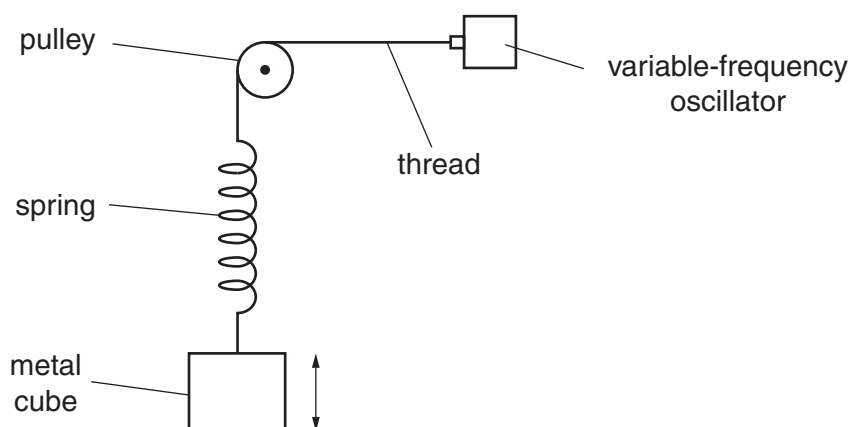 pulley
variable-frequency
oscillator
thread
spring
metal
cube